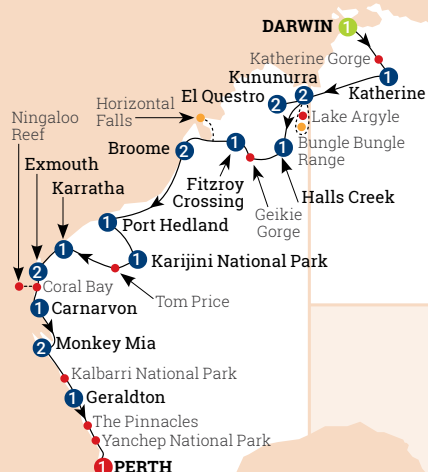 DARWIN 1
Katherine Gorge
1
Katherine
Kununurra
2
El Questro 2
Lake Argyle
Bungle Bungle
Range
Horizontal
Falls
Ningaloo
Reef
Broome 2
1
Fitzroy
Crossing
1
Halls Creek
Geikie
Gorge
Exmouth
Karratha
1
1 Port Hedland
1 Karijini National Park
Tom Price
2
Coral Bay
1 Carnarvon
2 Monkey Mia
Kalbarri National Park
1 Geraldton
The Pinnacles
Yanchep National Park
1 PERTH